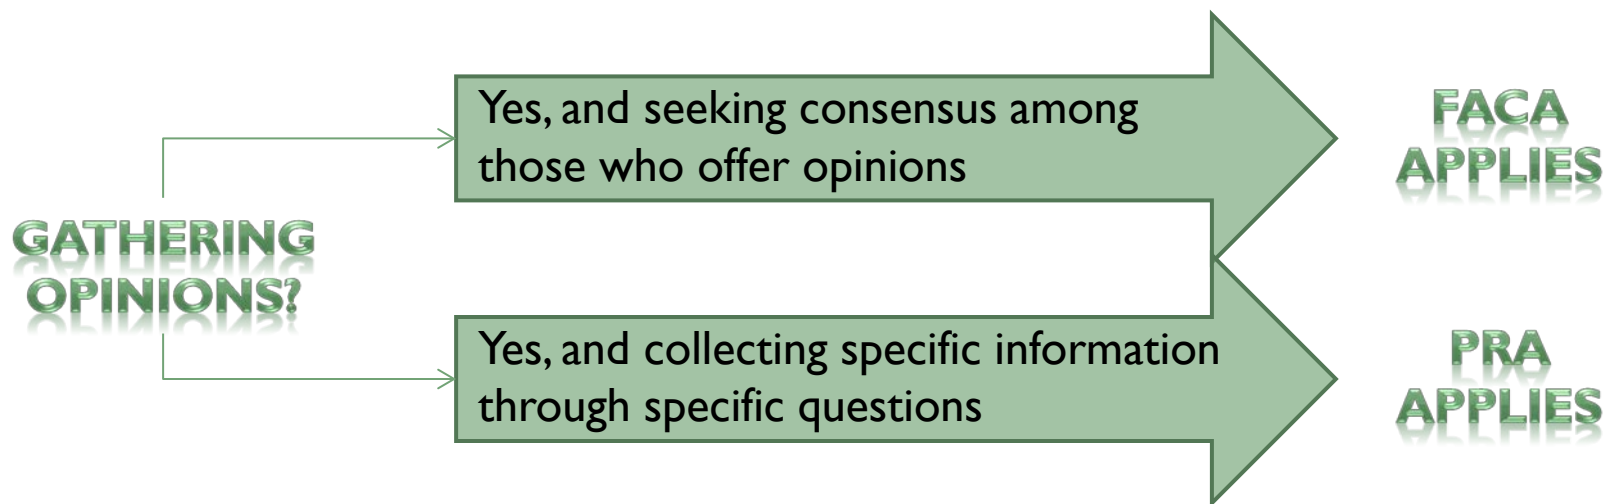 GATHERING
OPINIONS?
Yes, and seeking consensus among
those who offer opinions
FACA
APPLIES
Yes, and collecting specific information
through specific questions
PRA
APPLIES